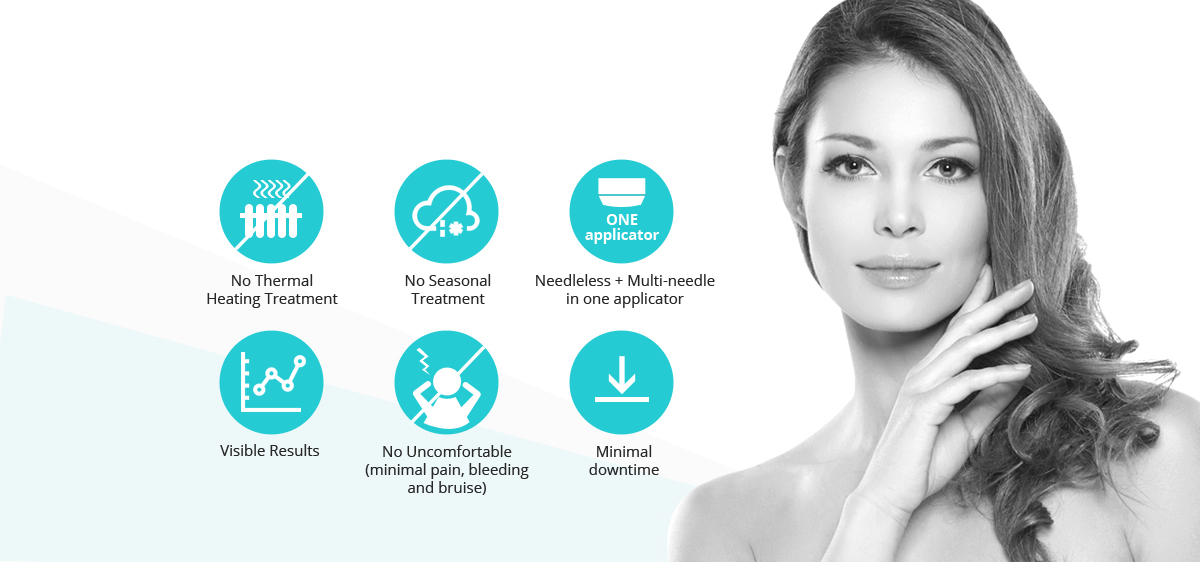 ONE
applicator
No Thermal
Heating Treatment
No Seasonal
Treatment
Needleless + Multi-needle
in one applicator
Visible Results
No Uncomfortable
(minimal pain, bleeding
and bruise)
Minimal
downtime